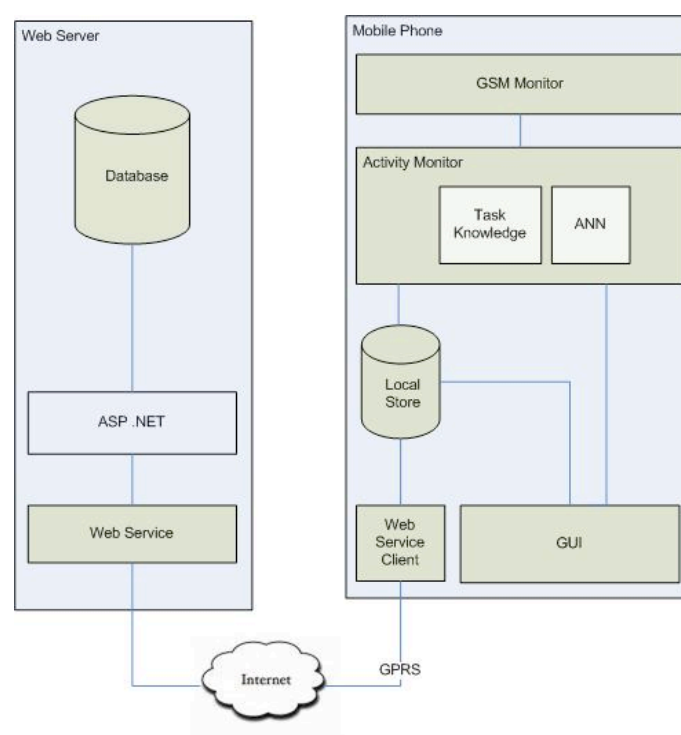 Web Server
Database
ASP .NET
Web Service
Mobile Phone
GSM Monitor
Activity Monitor
Task
Knowledge
ANN
Local
Store
Web
Service
Client
GUI
GPRS
Internet